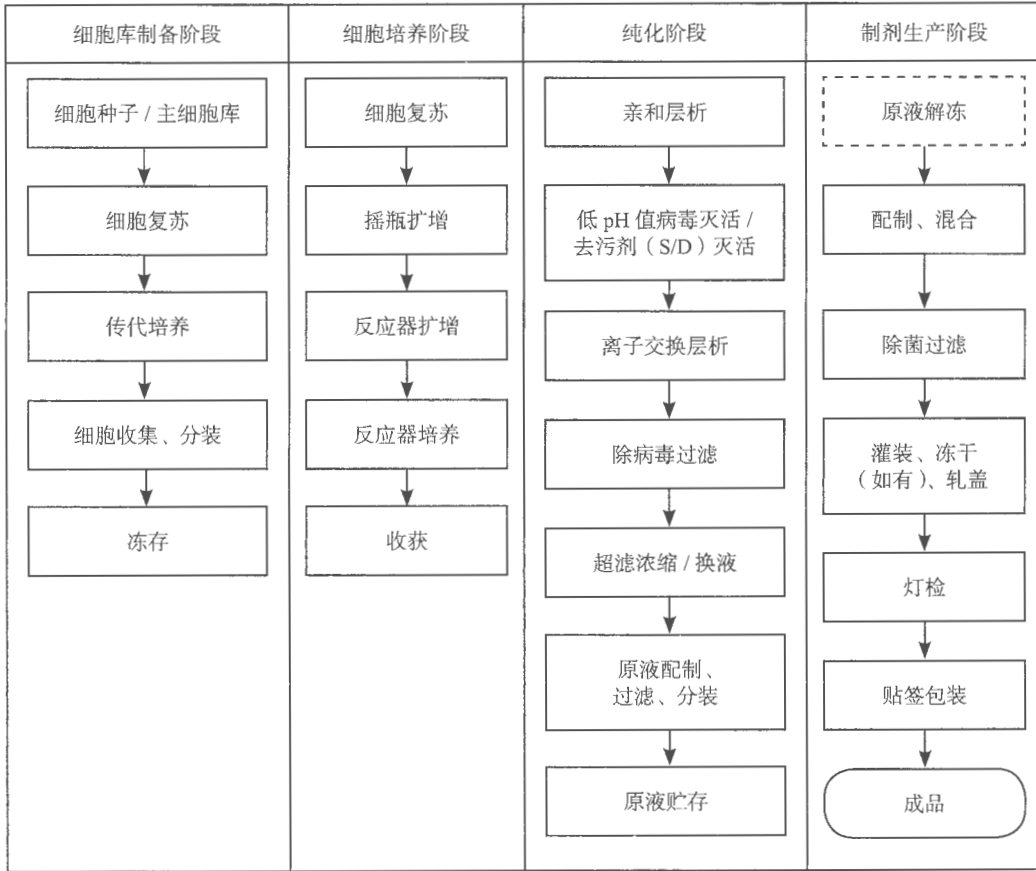 细胞库制备阶段
细胞种子 / 主细胞库
细胞复苏
传代培养
细胞收集、分装
冻存
细胞培养阶段
细胞复苏
摇瓶扩增
反应器扩增
反应器培养
收获
纯化阶段
亲和层析
低 pH 值病毒灭活 /
去污剂（S/D）灭活
离子交换层析
除病毒过滤
超滤浓缩 / 换液
原液配制、
过滤、分装
原液贮存
制剂生产阶段
原液解冻
配制、混合
除菌过滤
灌装、冻干
（如有）、轧盖
灯检
贴签包装
成品